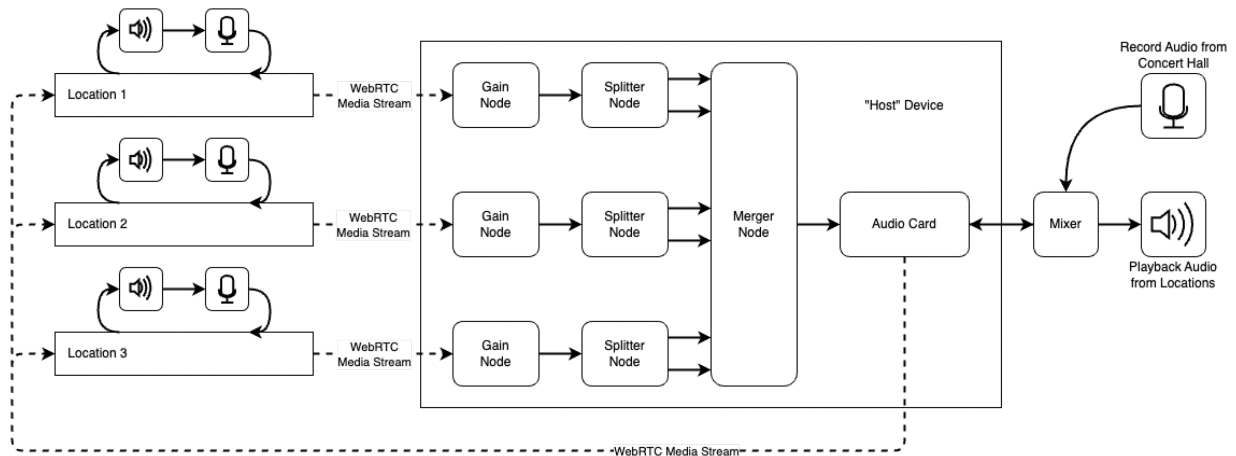 Record Audio from
Concert Hall
Location 1
WebRTC
Media Stream
Gain
Node
Splitter
Node
"Host" Device
Location 2
WebRTC
Media Stream
Gain
Node
Splitter
Node
Merger
Node
Audio Card
Mixer
Playback Audio
from Locations
Location 3
WebRTC
Media Stream
Gain
Node
Splitter
Node
WebRTC Media Stream